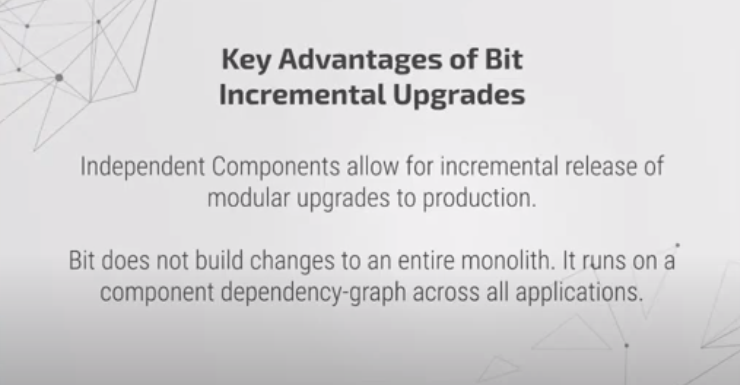 Key Advantages of Bit
Incremental Upgrades
Independent Components allow for incremental release of
modular upgrades to production.
Bit does not build changes to an entire monolith. It runs on a
component dependency-graph across all applications.